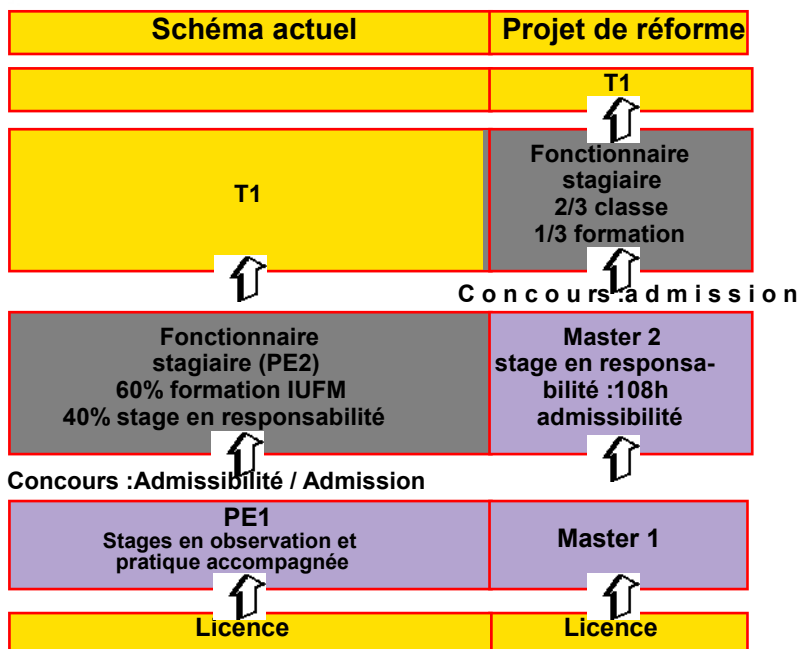 Schéma actuel
Projet de réforme
T1
T1
Fonctionnaire
stagiaire
2/3 classe
1/3 formation
Concours :admission
Fonctionnaire
stagiaire (PE2)
60% formation IUFM
40% stage en responsabilité
Master 2
stage en responsa-
bilité :108h
admissibilité
Concours :Admissibilité / Admission
PE1
Stages en observation et
pratique accompagnée
Master 1
Licence
Licence